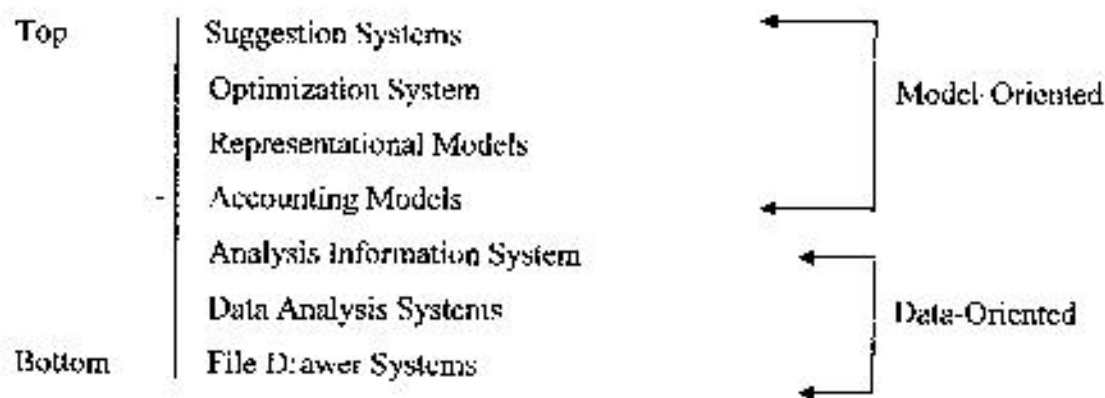 Top Suggestion Systems
Optimization System
Model-Oriented
Representational Models
Accounting Models
Analysis Information System
Data Analysis Systems
Data-Oriented
Bottom File Drawer Systems